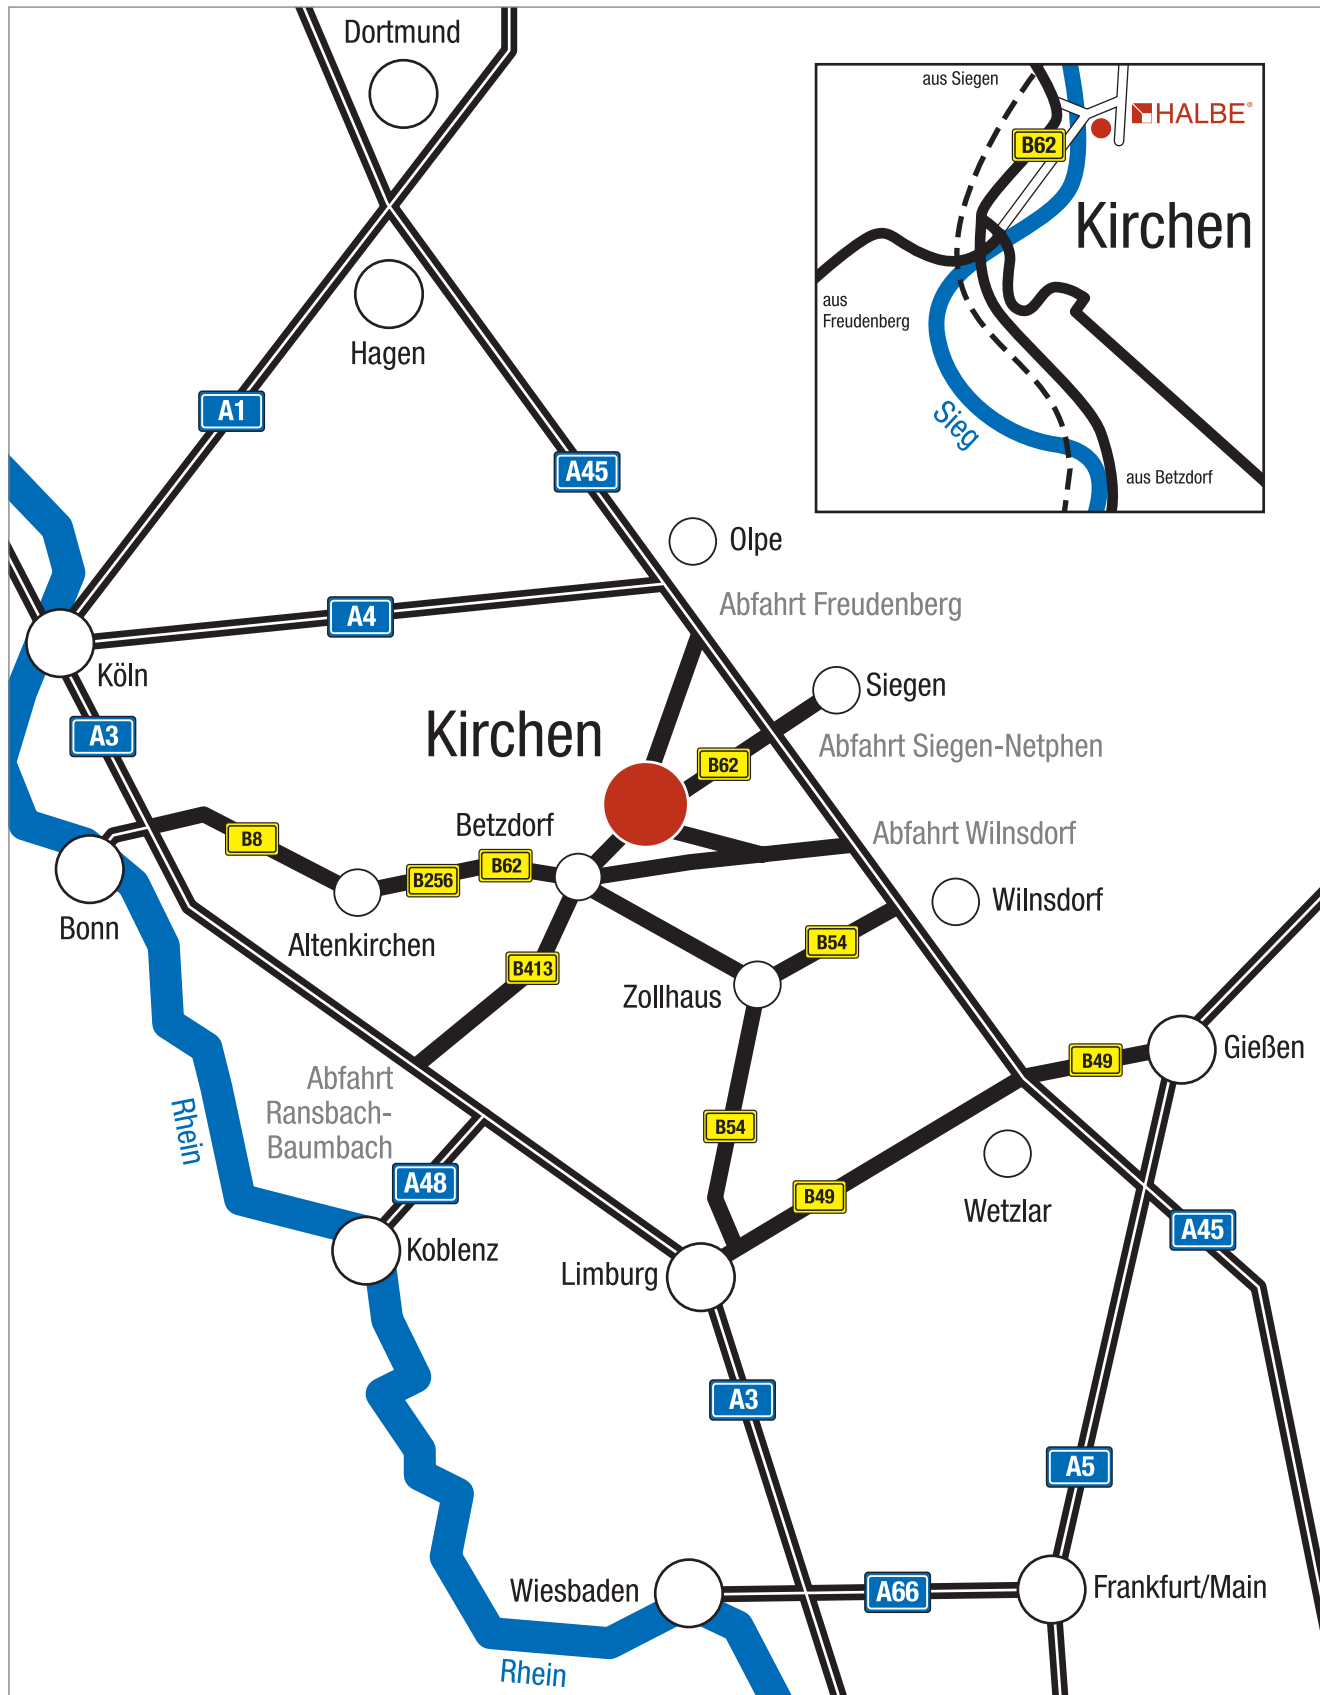 Dortmund
aus Siegen
HALBE®
B62
Kirchen
aus
Freudenberg
Sieg
aus Betzdorf
Hagen
A1
A45
Olpe
Abfahrt Freudenberg
A4
Köln
Siegen
A3
Kirchen
Abfahrt Siegen-Netphen
B62
Betzdorf
Abfahrt Wilnsdorf
B8
B256
B62
Wilnsdorf
Bonn
Altenkirchen
B413
B54
Zollhaus
Gießen
B49
Abfahrt
Ransbach-
Baumbach
Rhein
B54
A48
B49
Wetzlar
A45
Koblenz
Limburg
A3
A5
Wiesbaden
A66
Frankfurt/Main
Rhein